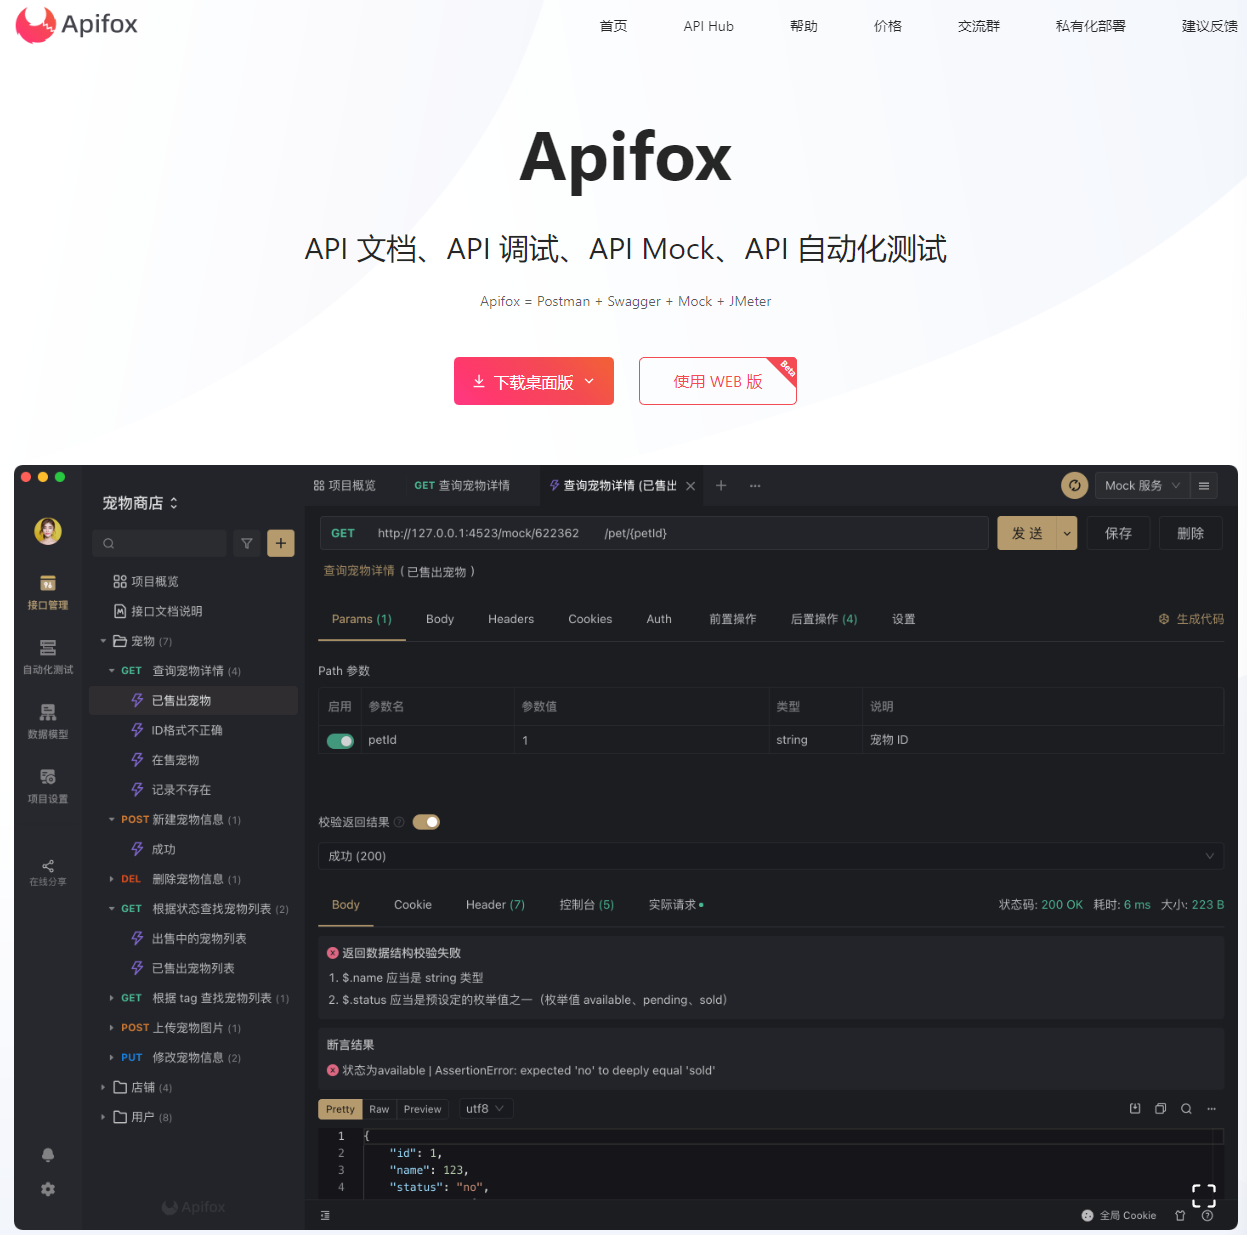 Apifox
首页
API Hub
帮助
价格
交流群
私有化部署
建议反馈
Apifox
API 文档、API 调试、API Mock、API 自动化测试
Apifox = Postman + Swagger + Mock + JMeter
下载桌面版
使用 WEB 版
Beta
接口管理
自动化测试
数据模型
项目设置
在线分享
宠物商店
项目概览
接口文档说明
宠物 (7)
GET 查询宠物详情 (4)
已售出宠物
ID格式不正确
在售宠物
记录不存在
POST 新建宠物信息 (1)
成功
DEL 删除宠物信息 (1)
GET 根据状态查找宠物列表 (2)
出售中的宠物列表
已售出宠物列表
GET 根据 tag 查找宠物列表 (1)
POST 上传宠物图片 (1)
PUT 修改宠物信息 (2)
店铺 (4)
用户 (8)
Apifox
项目概览
GET 查询宠物详情
查询宠物详情 (已售出
Mock 服务
GET http://127.0.0.1:4523/mock/622362 /pet/{petId}
发 送
保存
删除
查询宠物详情 ( 已售出宠物 )
Params (1)
Body
Headers
Cookies
Auth
前置操作
后置操作 (4)
设置
生成代码
Path 参数
启用 参数名 参数值 类型 说明
petId 1 string 宠物 ID
校验返回结果
成功 (200)
Body
Cookie
Header (7)
控制台 (5)
实际请求
状态码: 200 OK 耗时: 6 ms 大小: 223 B
返回数据结构校验失败
1. $.name 应当是 string 类型
2. $.status 应当是预设定的枚举值之一（枚举值 available、pending、sold）
断言结果
状态为available | AssertionError: expected 'no' to deeply equal 'sold'
Pretty Raw Preview utf8
1 {
2 "id": 1,
3 "name": 123,
4 "status": "no",
全局 Cookie